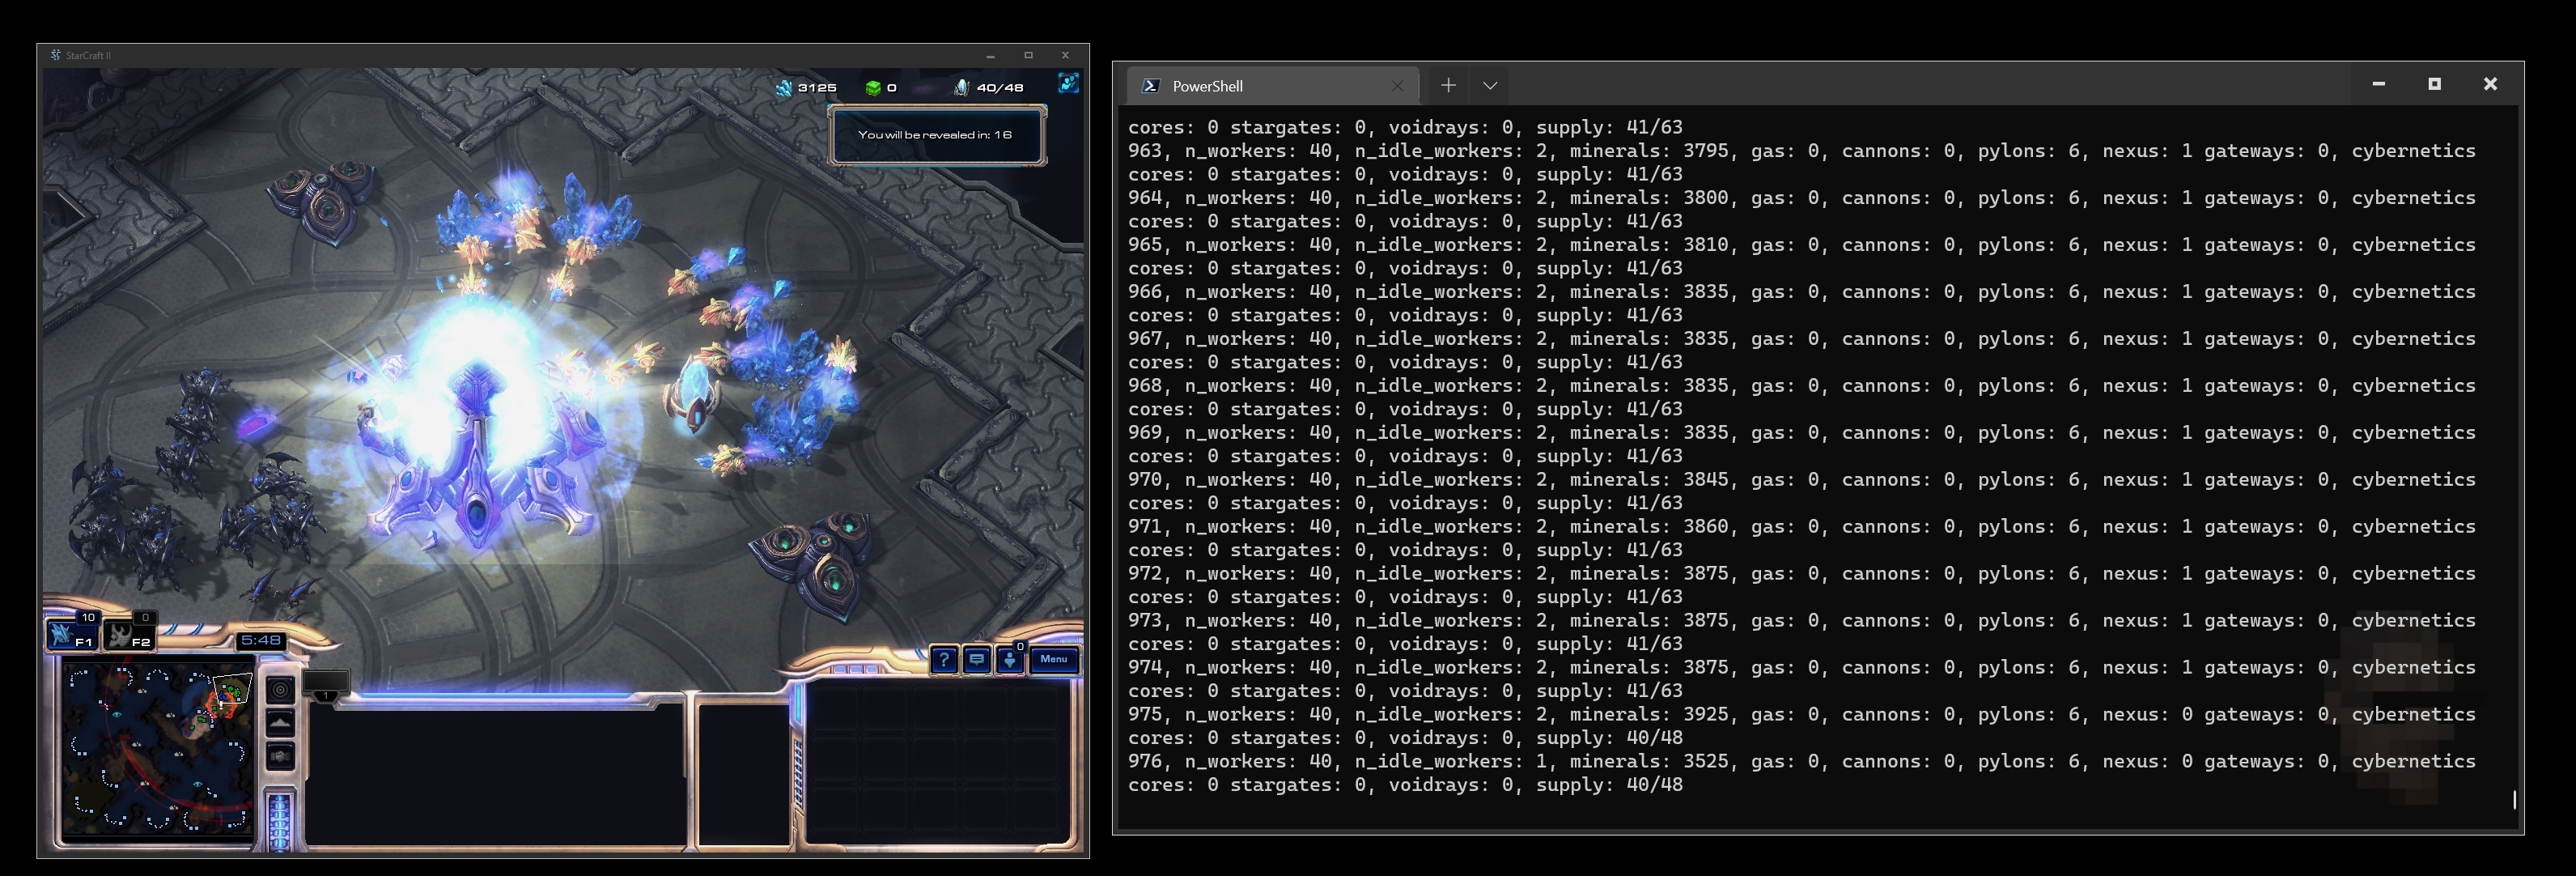 StarCraft II
3125
0
40/48
You will be revealed in: 16
10
0
F1
F2
5:48
0
?
Menu
1
PowerShell
cores: 0 stargates: 0, voidrays: 0, supply: 41/63
963, n_workers: 40, n_idle_workers: 2, minerals: 3795, gas: 0, cannons: 0, pylons: 6, nexus: 1 gateways: 0, cybernetics
cores: 0 stargates: 0, voidrays: 0, supply: 41/63
964, n_workers: 40, n_idle_workers: 2, minerals: 3800, gas: 0, cannons: 0, pylons: 6, nexus: 1 gateways: 0, cybernetics
cores: 0 stargates: 0, voidrays: 0, supply: 41/63
965, n_workers: 40, n_idle_workers: 2, minerals: 3810, gas: 0, cannons: 0, pylons: 6, nexus: 1 gateways: 0, cybernetics
cores: 0 stargates: 0, voidrays: 0, supply: 41/63
966, n_workers: 40, n_idle_workers: 2, minerals: 3835, gas: 0, cannons: 0, pylons: 6, nexus: 1 gateways: 0, cybernetics
cores: 0 stargates: 0, voidrays: 0, supply: 41/63
967, n_workers: 40, n_idle_workers: 2, minerals: 3835, gas: 0, cannons: 0, pylons: 6, nexus: 1 gateways: 0, cybernetics
cores: 0 stargates: 0, voidrays: 0, supply: 41/63
968, n_workers: 40, n_idle_workers: 2, minerals: 3835, gas: 0, cannons: 0, pylons: 6, nexus: 1 gateways: 0, cybernetics
cores: 0 stargates: 0, voidrays: 0, supply: 41/63
969, n_workers: 40, n_idle_workers: 2, minerals: 3835, gas: 0, cannons: 0, pylons: 6, nexus: 1 gateways: 0, cybernetics
cores: 0 stargates: 0, voidrays: 0, supply: 41/63
970, n_workers: 40, n_idle_workers: 2, minerals: 3845, gas: 0, cannons: 0, pylons: 6, nexus: 1 gateways: 0, cybernetics
cores: 0 stargates: 0, voidrays: 0, supply: 41/63
971, n_workers: 40, n_idle_workers: 2, minerals: 3860, gas: 0, cannons: 0, pylons: 6, nexus: 1 gateways: 0, cybernetics
cores: 0 stargates: 0, voidrays: 0, supply: 41/63
972, n_workers: 40, n_idle_workers: 2, minerals: 3875, gas: 0, cannons: 0, pylons: 6, nexus: 1 gateways: 0, cybernetics
cores: 0 stargates: 0, voidrays: 0, supply: 41/63
973, n_workers: 40, n_idle_workers: 2, minerals: 3875, gas: 0, cannons: 0, pylons: 6, nexus: 1 gateways: 0, cybernetics
cores: 0 stargates: 0, voidrays: 0, supply: 41/63
974, n_workers: 40, n_idle_workers: 2, minerals: 3875, gas: 0, cannons: 0, pylons: 6, nexus: 1 gateways: 0, cybernetics
cores: 0 stargates: 0, voidrays: 0, supply: 41/63
975, n_workers: 40, n_idle_workers: 2, minerals: 3925, gas: 0, cannons: 0, pylons: 6, nexus: 0 gateways: 0, cybernetics
cores: 0 stargates: 0, voidrays: 0, supply: 40/48
976, n_workers: 40, n_idle_workers: 1, minerals: 3525, gas: 0, cannons: 0, pylons: 6, nexus: 0 gateways: 0, cybernetics
cores: 0 stargates: 0, voidrays: 0, supply: 40/48